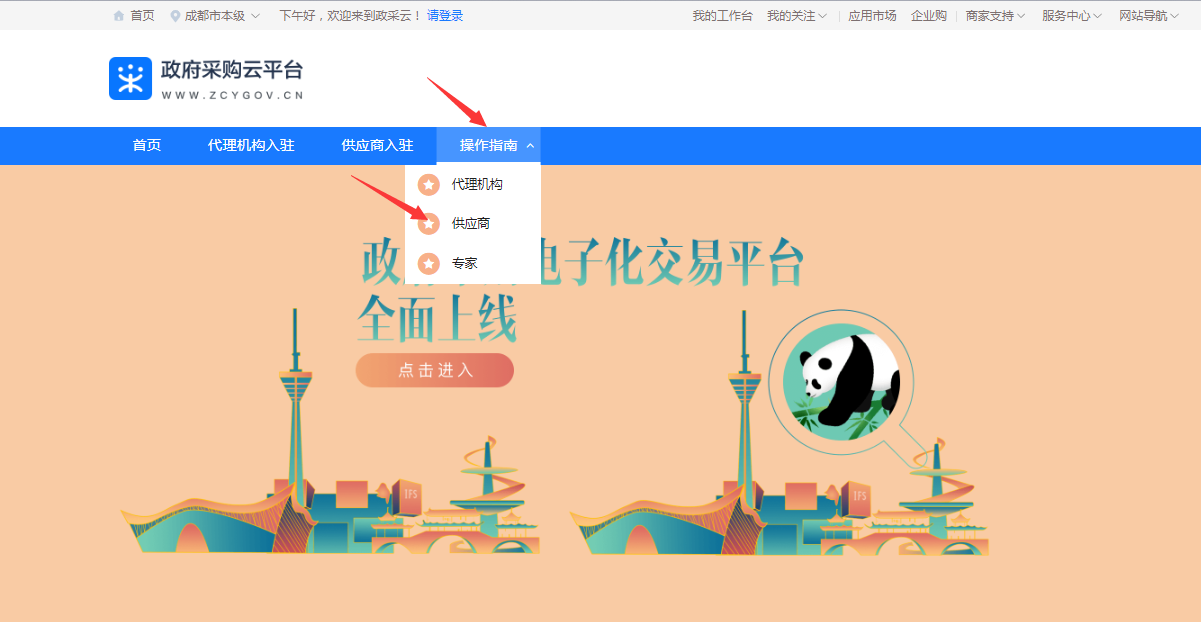 首页 成都市本级 下午好，欢迎来到政采云！ 请登录 我的工作台 我的关注 应用市场 企业购 商家支持 服务中心 网站导航
政府采购云平台
WWW.ZCYGOV.CN
首页 代理机构入驻 供应商入驻 操作指南
代理机构
供应商
专家
政 电子化交易平台
全面上线
点击进入
IFS IFS